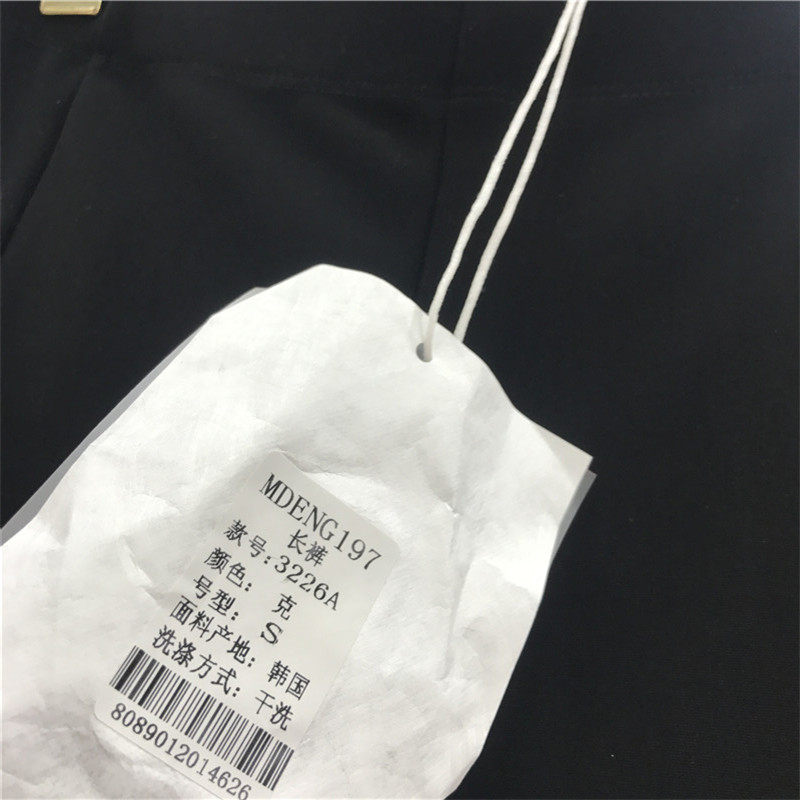 MDENG197
长裤
款号:3226A
颜色: 克
号型: S
面料产地: 韩国
洗涤方式: 干洗
8089012014626